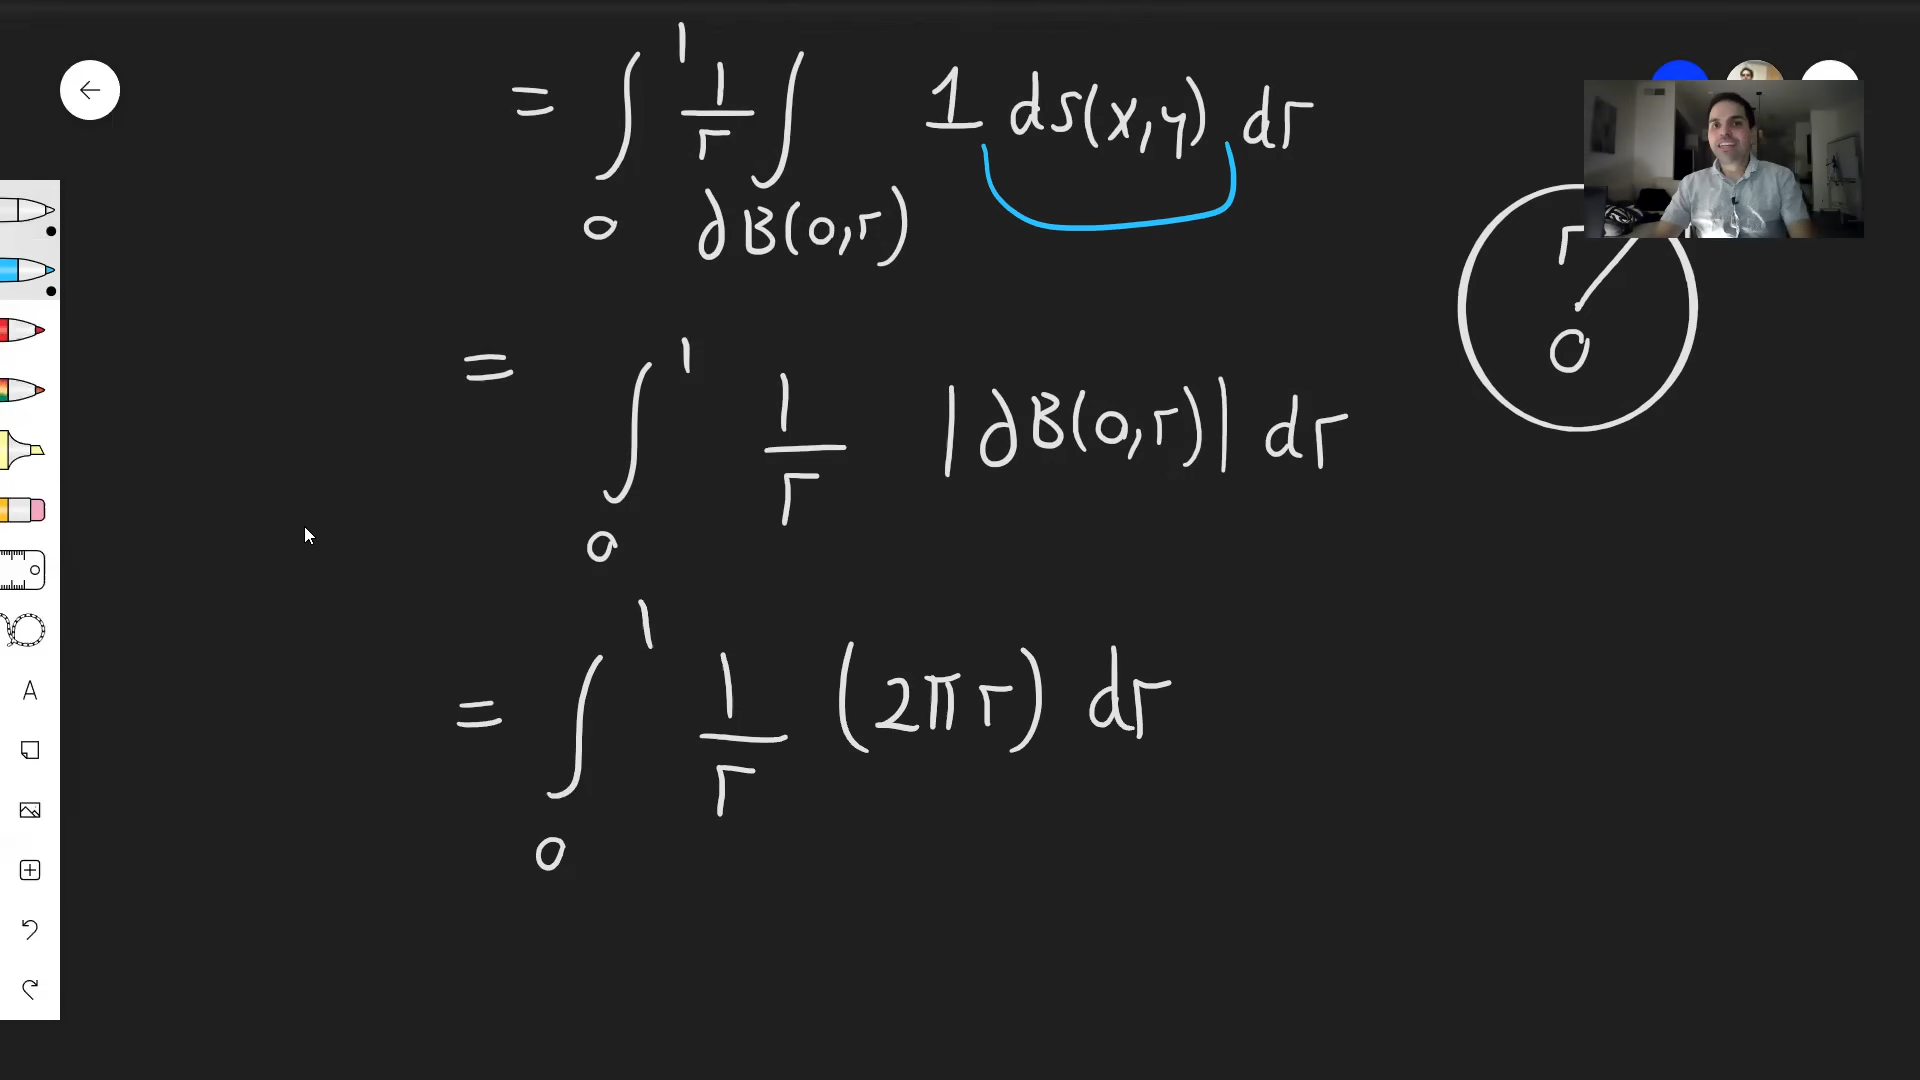 = ∫₀¹ 1/r ∫_{∂B(0,r)} 1 dS(x,y) dr
r
0
= ∫₀¹ 1/r |∂B(0,r)| dr
= ∫₀¹ 1/r (2πr) dr
A